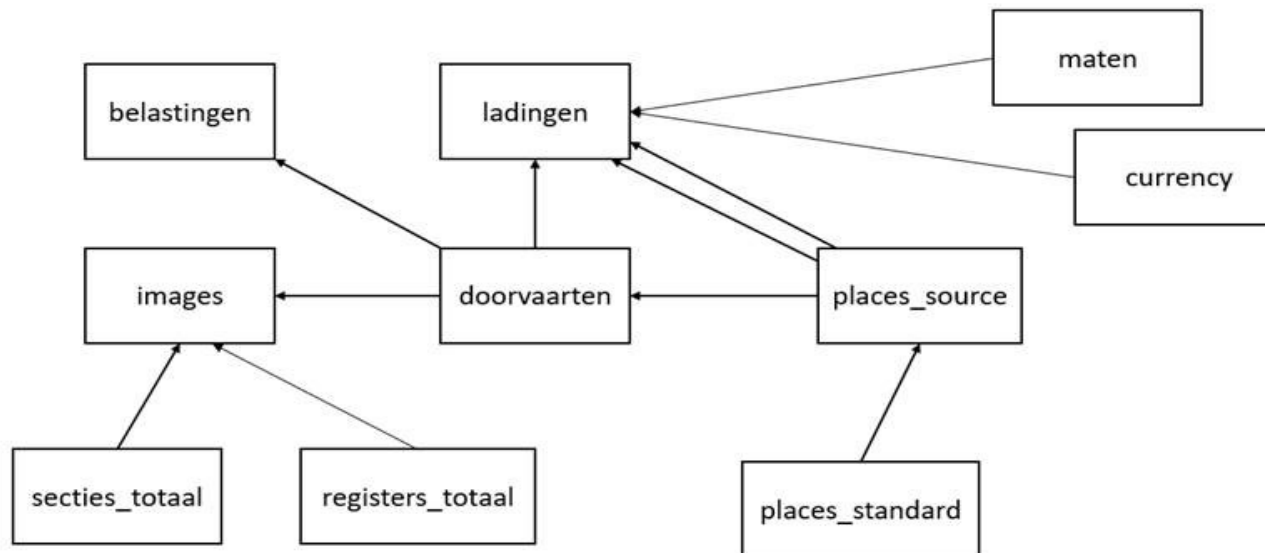 maten
belastingen
ladingen
currency
images
doorvaarten
places_source
secties_totaal
registers_totaal
places_standard